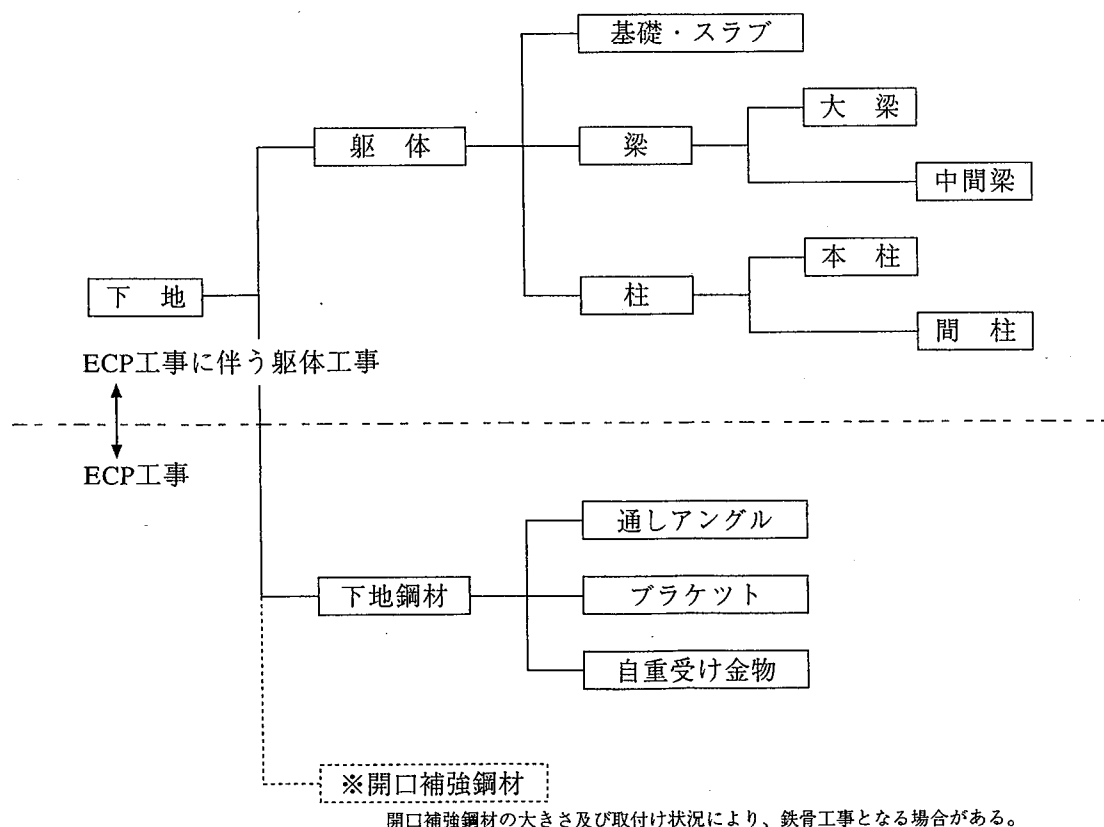 基礎・スラブ
大 梁
躯 体
梁
中間梁
本 柱
下 地
柱
間 柱
ECP工事に伴う躯体工事
ECP工事
通しアングル
下地鋼材
ブラケツト
自重受け金物
※開口補強鋼材
開口補強鋼材の大きさ及び取付け状況により、鉄骨工事となる場合がある。